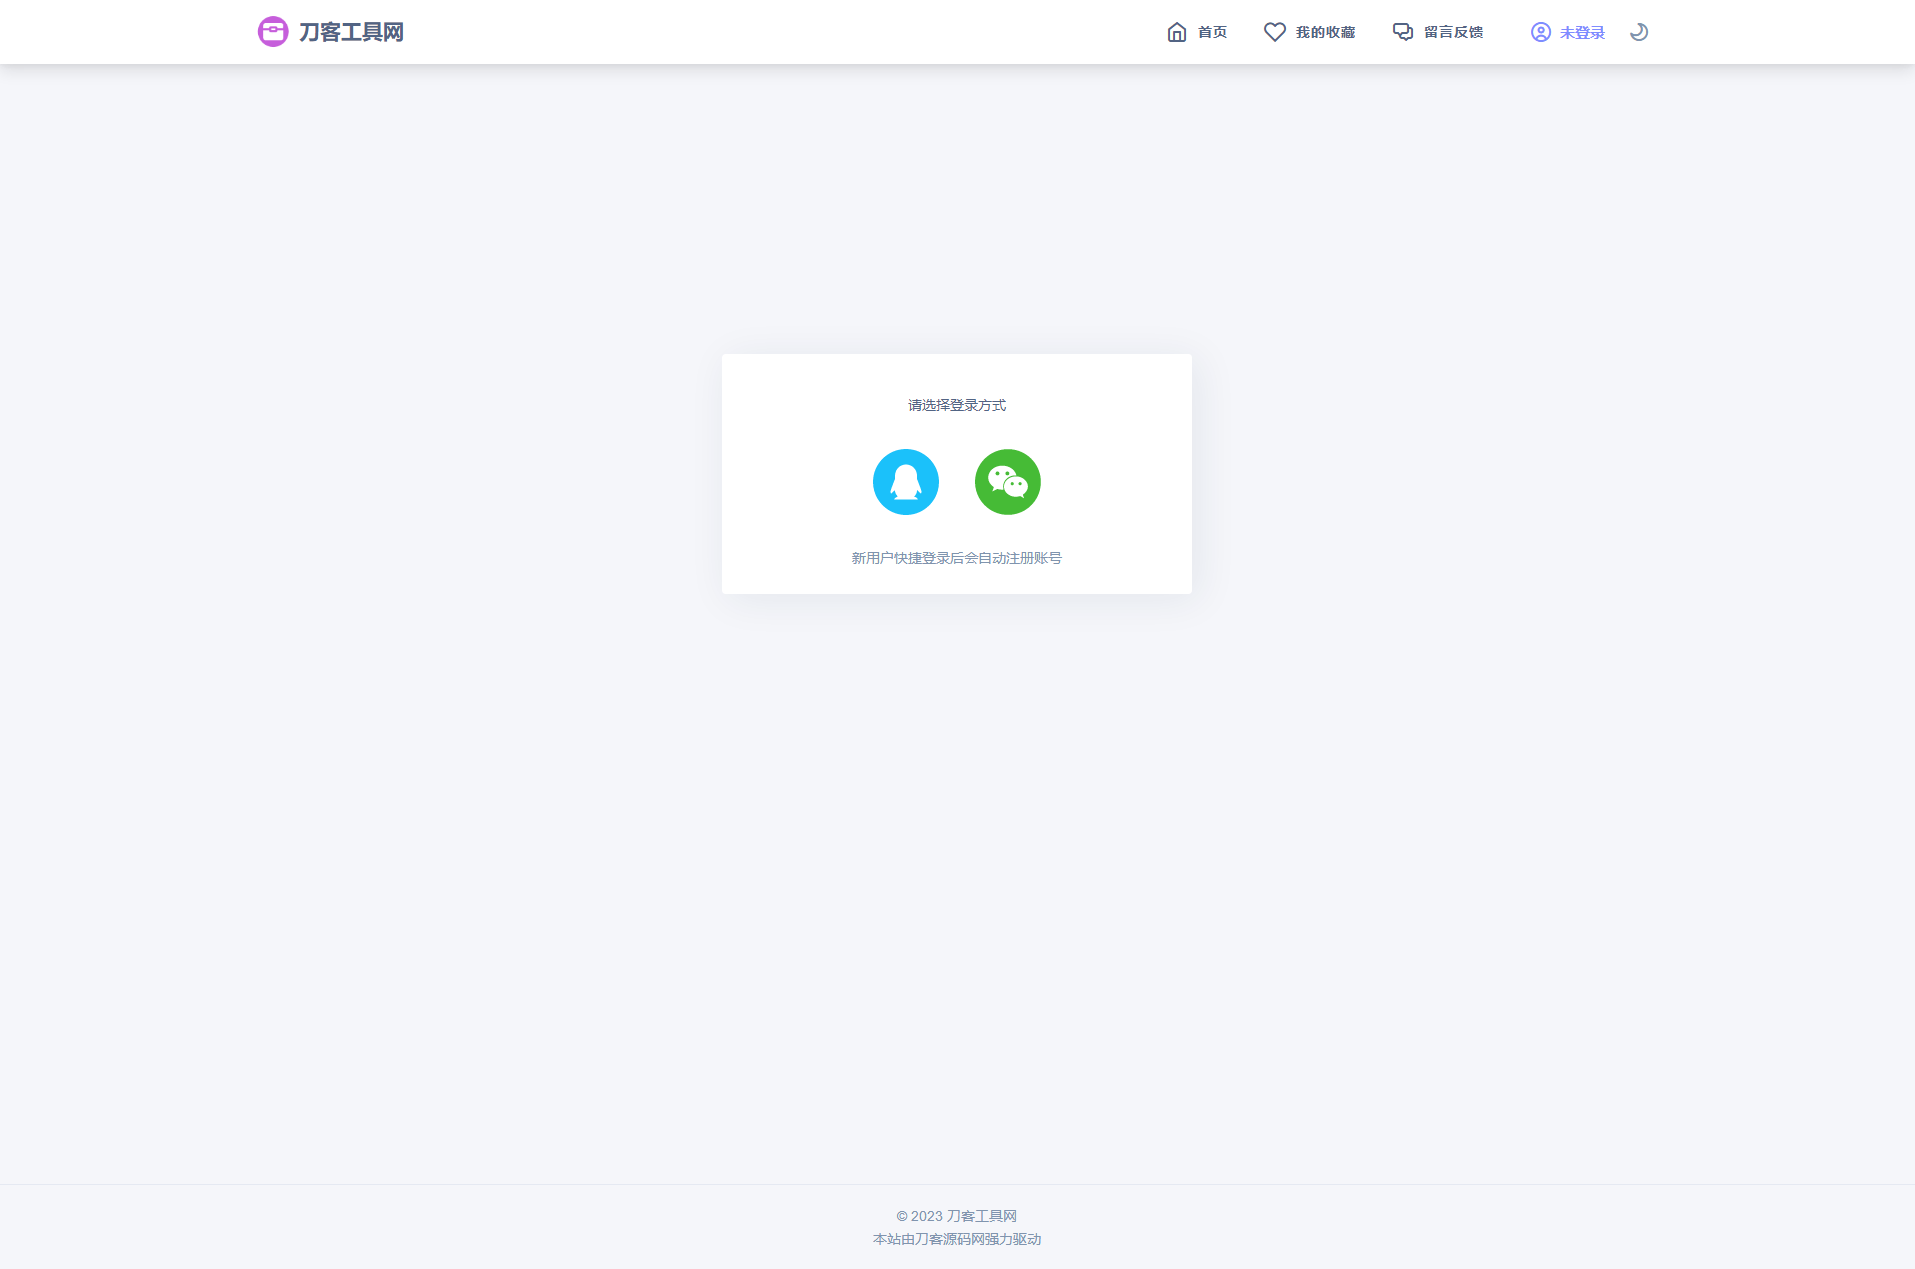 刀客工具网
首页
我的收藏
留言反馈
未登录
请选择登录方式
新用户快捷登录后会自动注册账号
© 2023 刀客工具网
本站由刀客源码网强力驱动